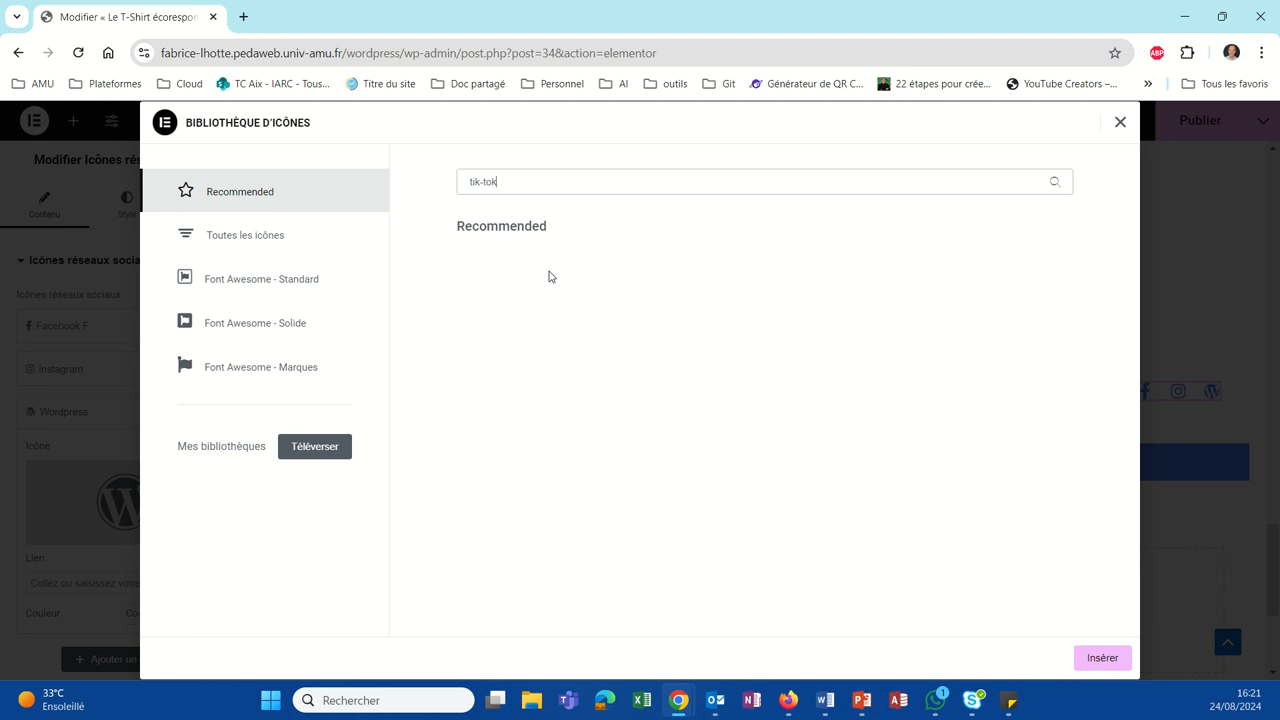 Modifier « Le T-Shirt écorespon
fabrice-lhotte.pedaweb.univ-amu.fr/wordpress/wp-admin/post.php?post=348&action=elementor
ABP
AMU
Plateformes
Cloud
TC Aix - IARC - Tous...
Titre du site
Doc partagé
Personnel
AI
outils
Git
Générateur de QR C...
22 étapes pour crée...
YouTube Creators –...
Tous les favoris
BIBLIOTHÈQUE D'ICÔNES
Publier
Modifier Icônes rés
Contenu
Style
Icônes réseaux socia
Icônes réseaux sociaux
Facebook F
Instagram
Wordpress
Icône
Lien
Collez ou saisissez votre
Couleur
Co
Ajouter un
Recommended
Toutes les icônes
Font Awesome - Standard
Font Awesome - Solide
Font Awesome - Marques
Mes bibliothèques
Téléverser
tik-tok
Recommended
Insérer
33°C
Ensoleillé
Rechercher
1
16:21
24/08/2024